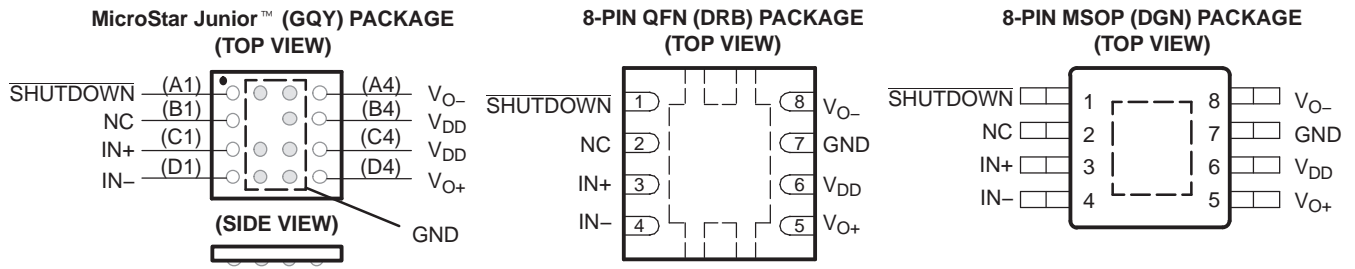 MicroStar Junior™ (GQY) PACKAGE
(TOP VIEW)
SHUTDOWN (A1) (A4) VO–
NC (B1) (B4) VDD
IN+ (C1) (C4) VDD
IN– (D1) (D4) VO+
(SIDE VIEW)
GND
8-PIN QFN (DRB) PACKAGE
(TOP VIEW)
SHUTDOWN 1 8 VO–
NC 2 7 GND
IN+ 3 6 VDD
IN– 4 5 VO+
8-PIN MSOP (DGN) PACKAGE
(TOP VIEW)
SHUTDOWN 1 8 VO–
NC 2 7 GND
IN+ 3 6 VDD
IN– 4 5 VO+